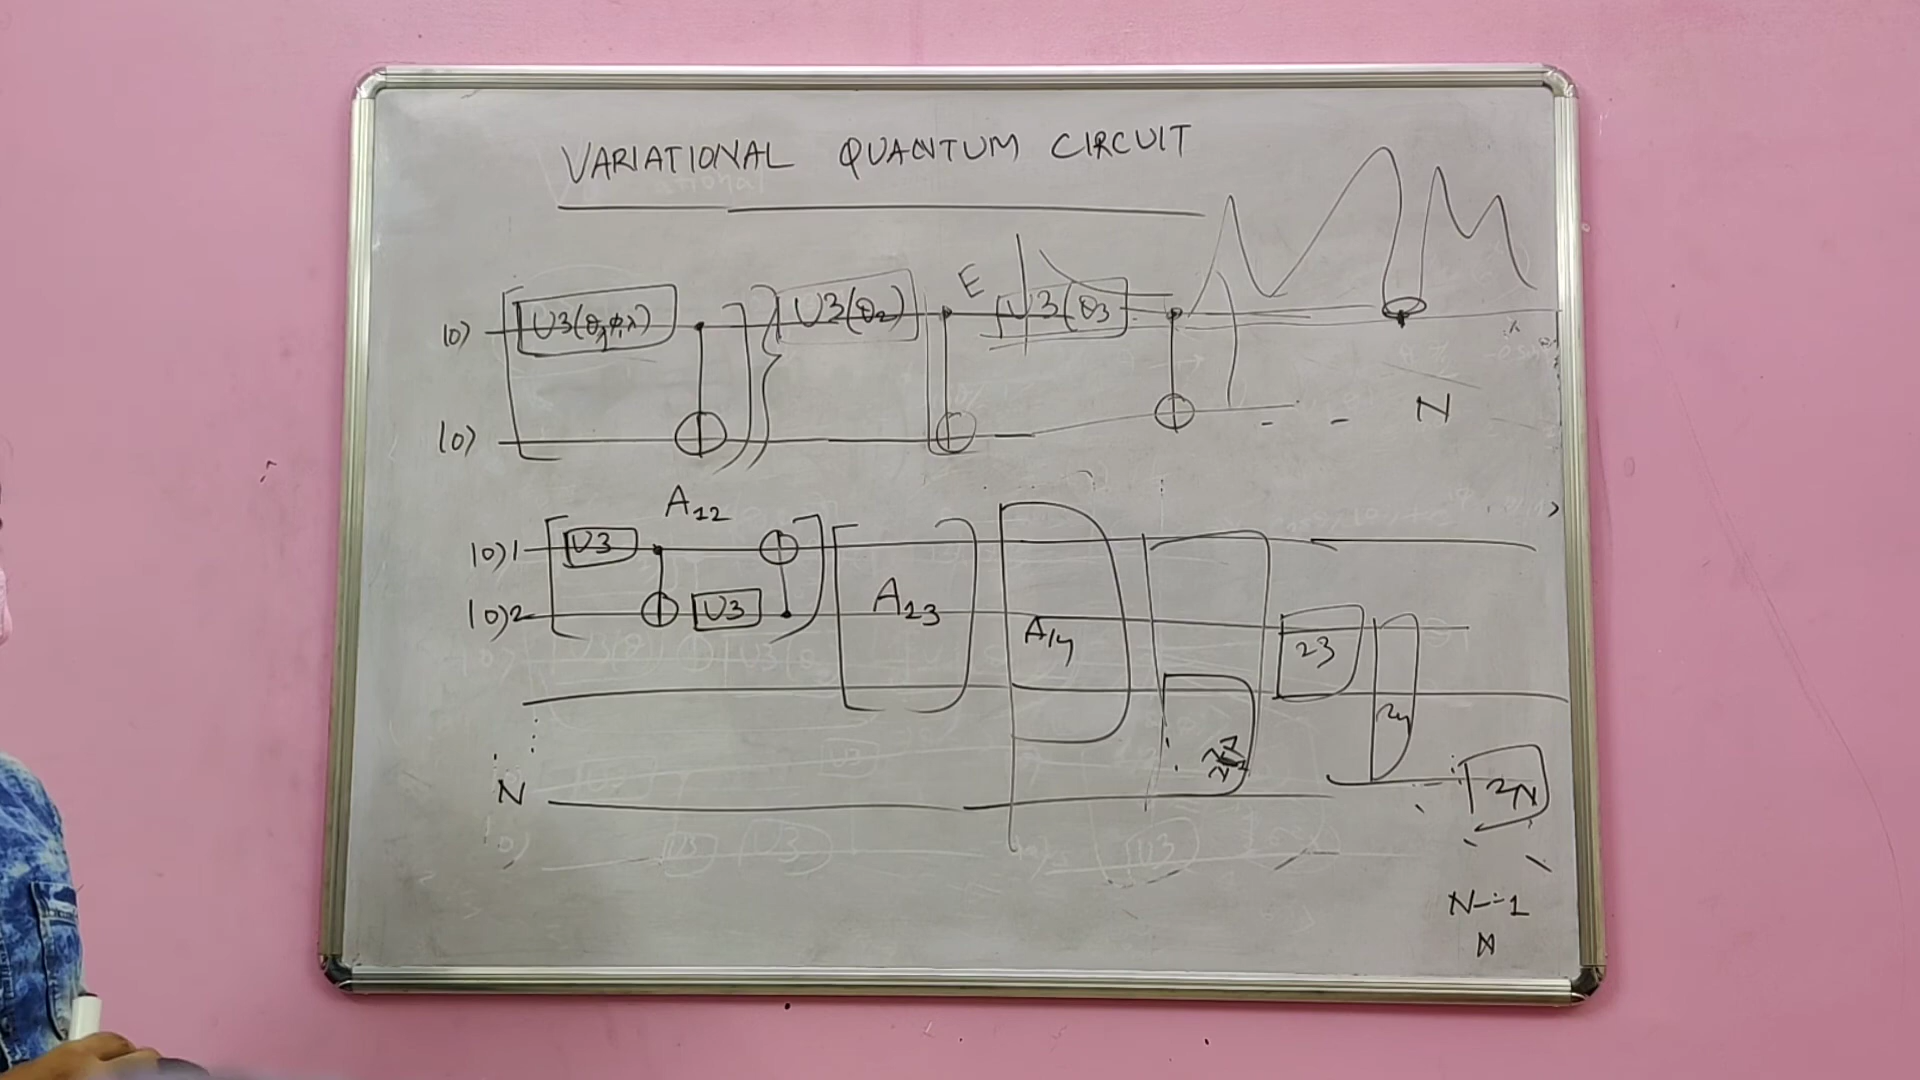 VARIATIONAL QUANTUM CIRCUIT
E
|0⟩ U3(θ,φ,λ) U3(θ2) U3(θ3
|0⟩ N
A12
|0⟩1 U3
|0⟩2 U3 A23
A14 23
24
N 2N
N--1
N